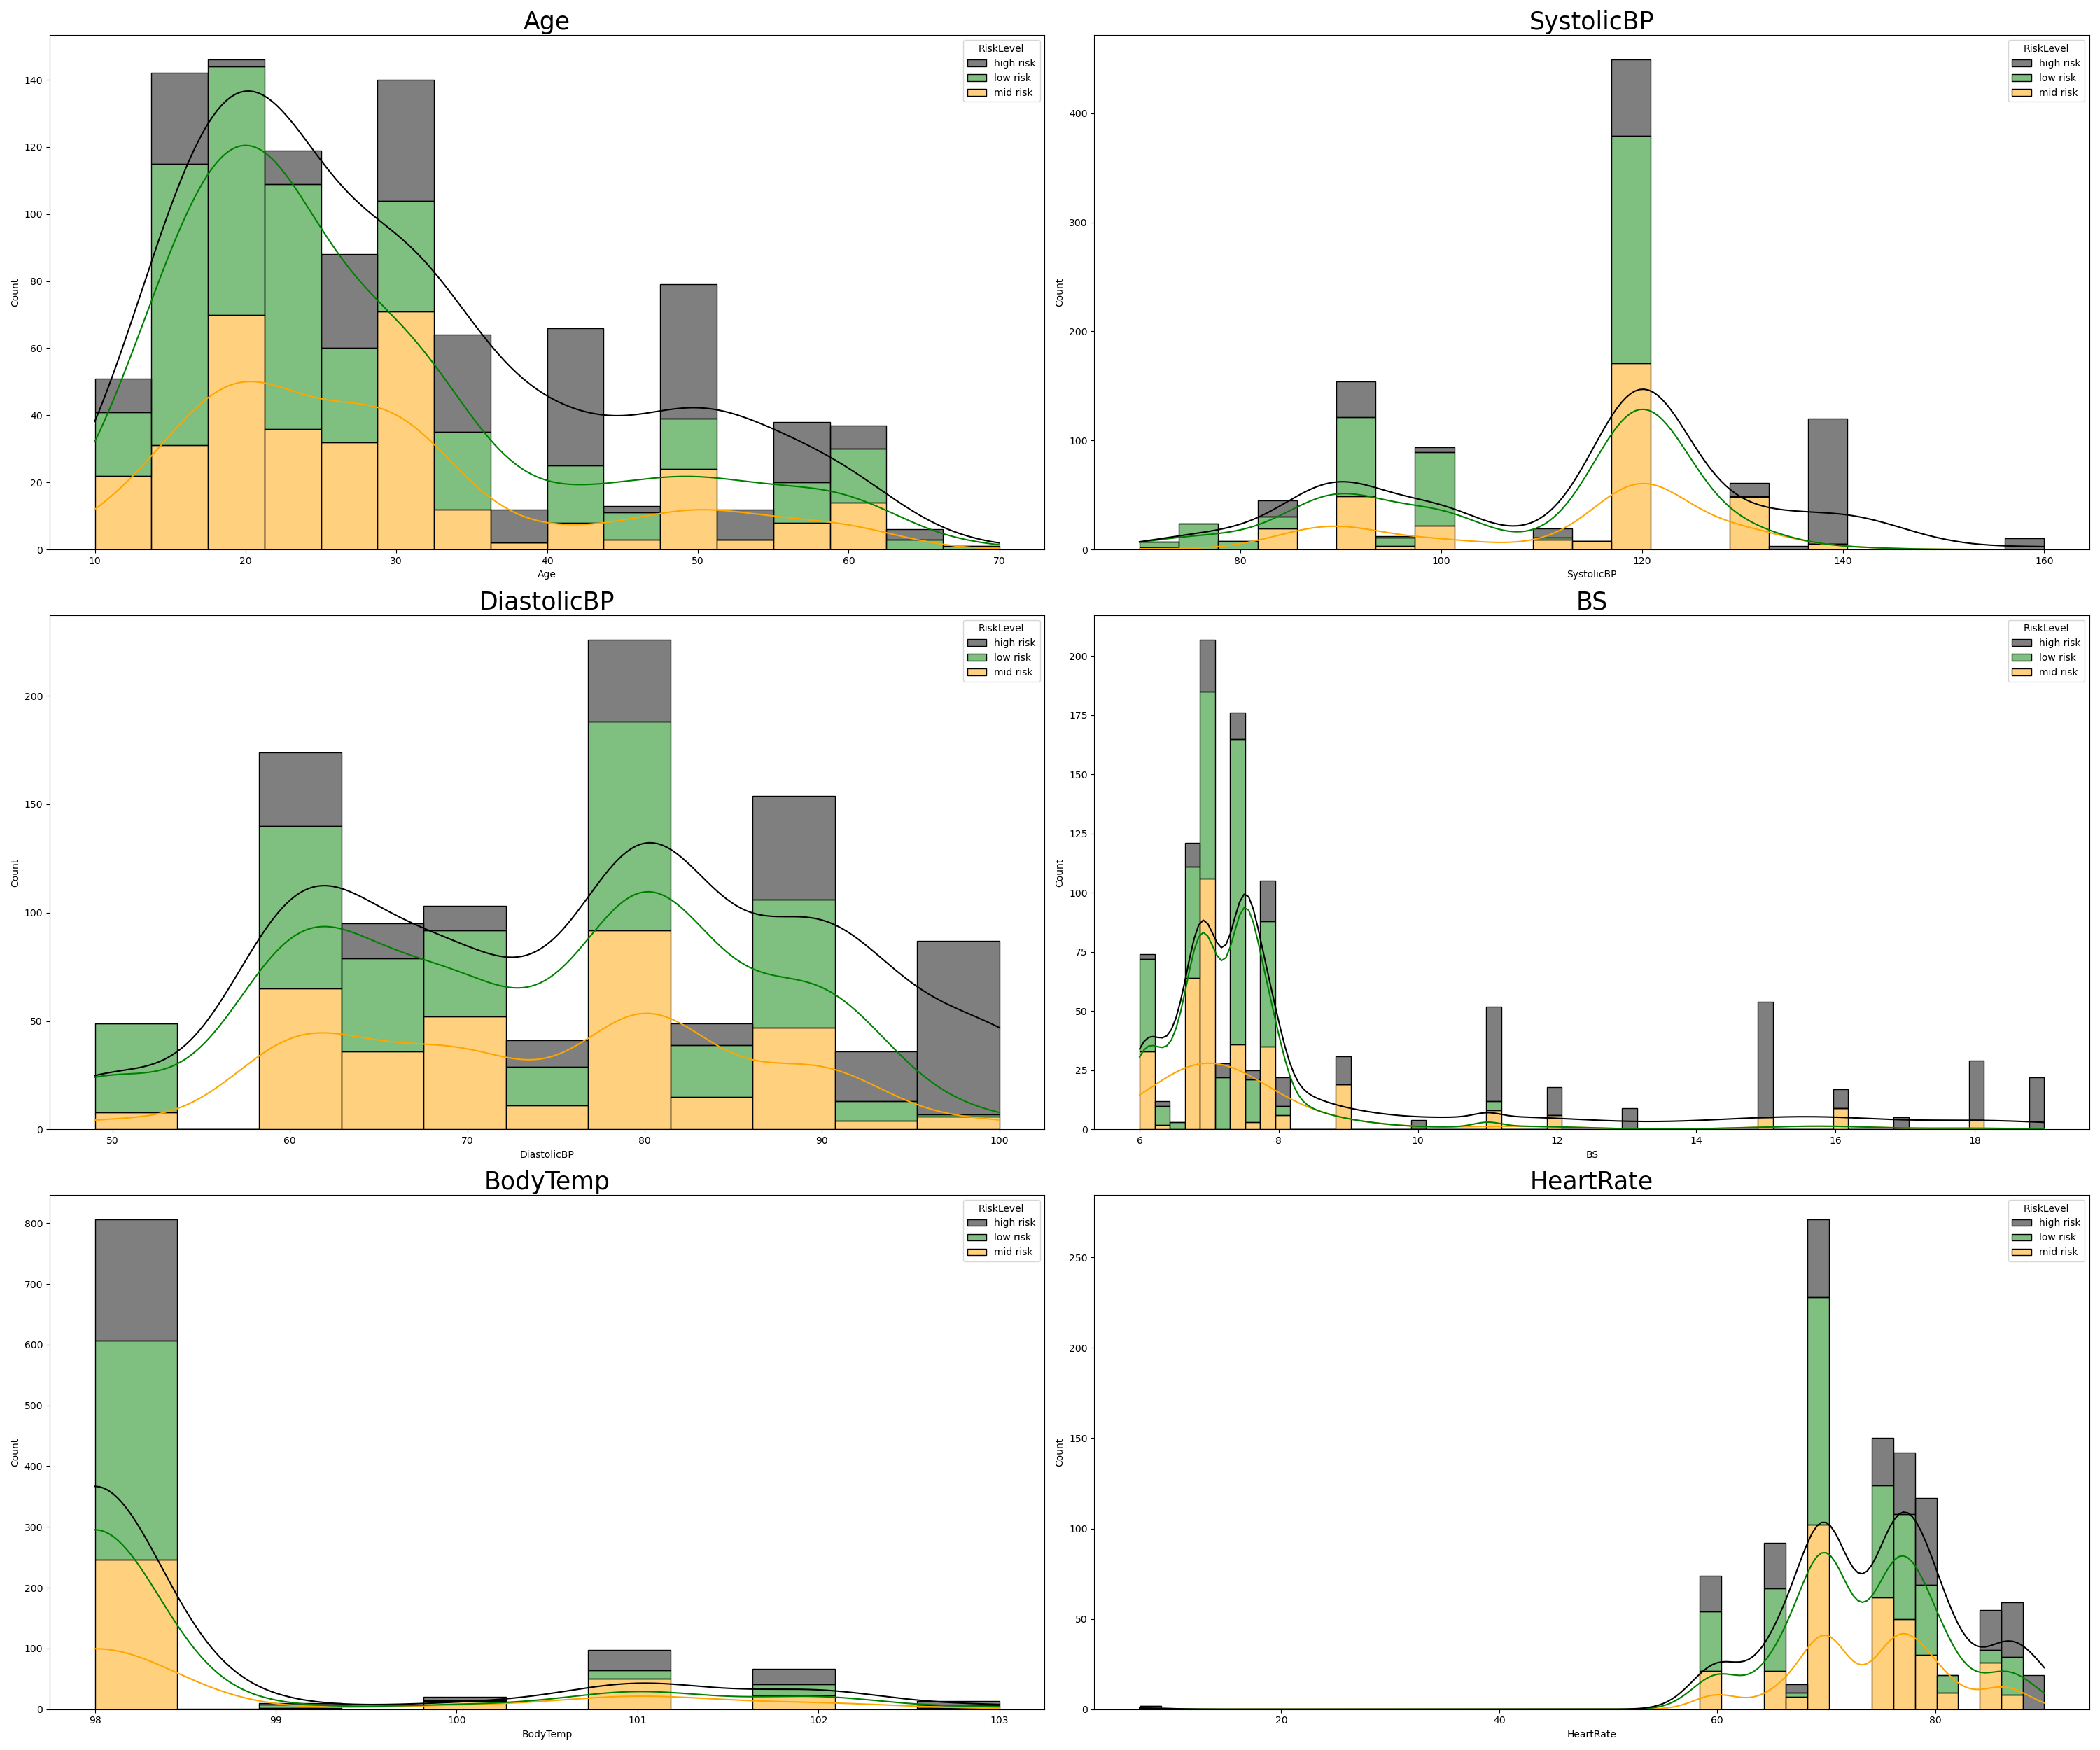 Age
RiskLevel
high risk
low risk
mid risk
140
120
100
80
60
40
20
0
Count
10 20 30 40 50 60 70
Age
SystolicBP
RiskLevel
high risk
low risk
mid risk
400
300
200
100
0
Count
80 100 120 140 160
SystolicBP
DiastolicBP
RiskLevel
high risk
low risk
mid risk
200
150
100
50
0
Count
50 60 70 80 90 100
DiastolicBP
BS
RiskLevel
high risk
low risk
mid risk
200
175
150
125
100
75
50
25
0
Count
6 8 10 12 14 16 18
BS
BodyTemp
RiskLevel
high risk
low risk
mid risk
800
700
600
500
400
300
200
100
0
Count
98 99 100 101 102 103
BodyTemp
HeartRate
RiskLevel
high risk
low risk
mid risk
250
200
150
100
50
0
Count
20 40 60 80
HeartRate